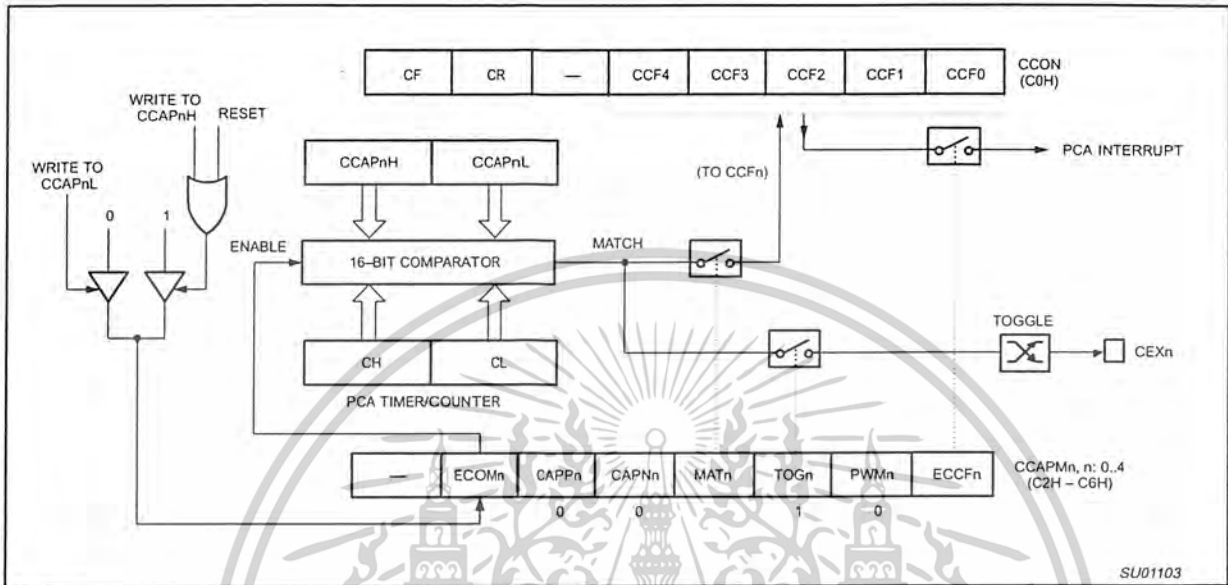 CF CR — CCF4 CCF3 CCF2 CCF1 CCF0
CCON
(C0H)
WRITE TO
CCAPnH
RESET
WRITE TO
CCAPnL
0
1
CCAPnH CCAPnL
(TO CCFn)
PCA INTERRUPT
ENABLE
16–BIT COMPARATOR
MATCH
TOGGLE
CEXn
CH CL
PCA TIMER/COUNTER
— ECOMn CAPPn CAPNn MATn TOGn PWMn ECCFn
CCAPMn, n: 0..4
(C2H – C6H)
0 0 1 0
SU01103